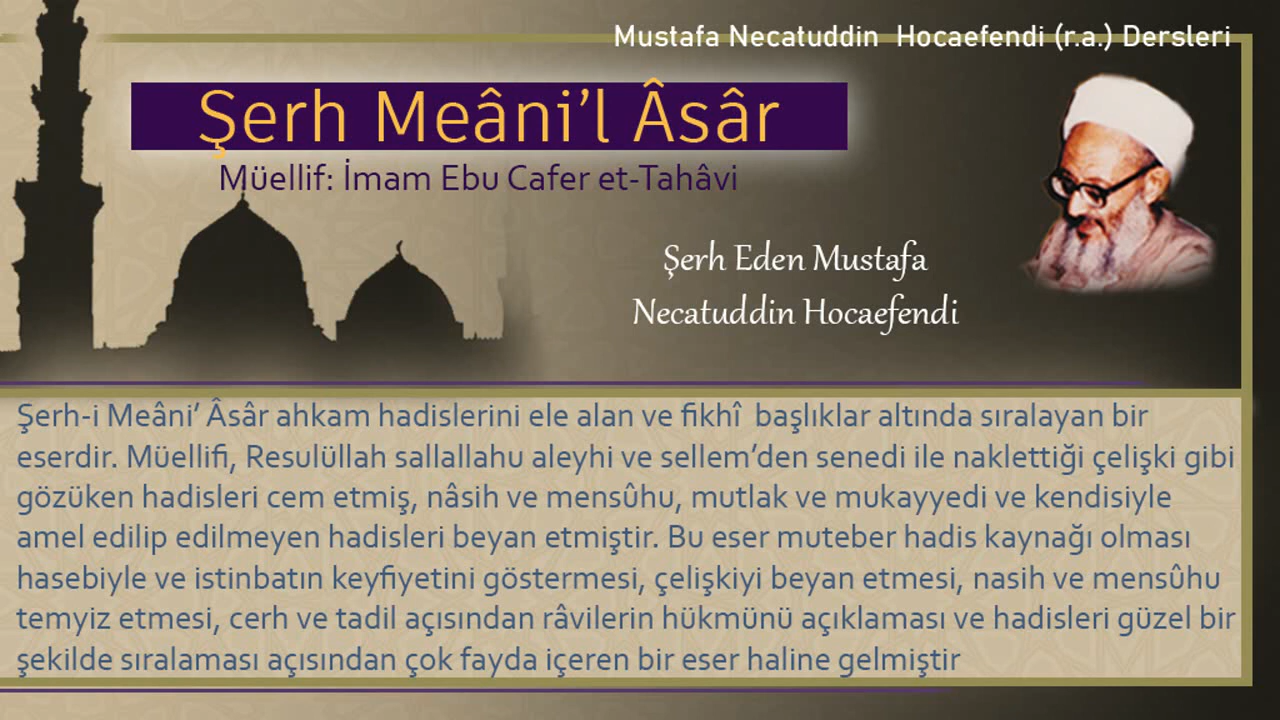 Mustafa Necatuddin Hocaefendi (r.a.) Dersleri
Şerh Meâni’l Âsâr
Müellif: İmam Ebu Cafer et-Tahâvi
Şerh Eden Mustafa
Necatuddin Hocaefendi
Şerh-i Meâni’ Âsâr ahkam hadislerini ele alan ve fikhî başlıklar altında sıralayan bir
eserdir. Müellifi, Resulüllah sallallahu aleyhi ve sellem’den senedi ile naklettiği çelişki gibi
gözüken hadisleri cem etmiş, nâsih ve mensûhu, mutlak ve mukayyedi ve kendisiyle
amel edilip edilmeyen hadisleri beyan etmiştir. Bu eser muteber hadis kaynağı olması
hasebiyle ve istinbatın keyfiyetini göstermesi, çelişkiyi beyan etmesi, nasih ve mensûhu
temyiz etmesi, cerh ve tadil açısından râvilerin hükmünü açıklaması ve hadisleri güzel bir
şekilde sıralaması açısından çok fayda içeren bir eser haline gelmiştir